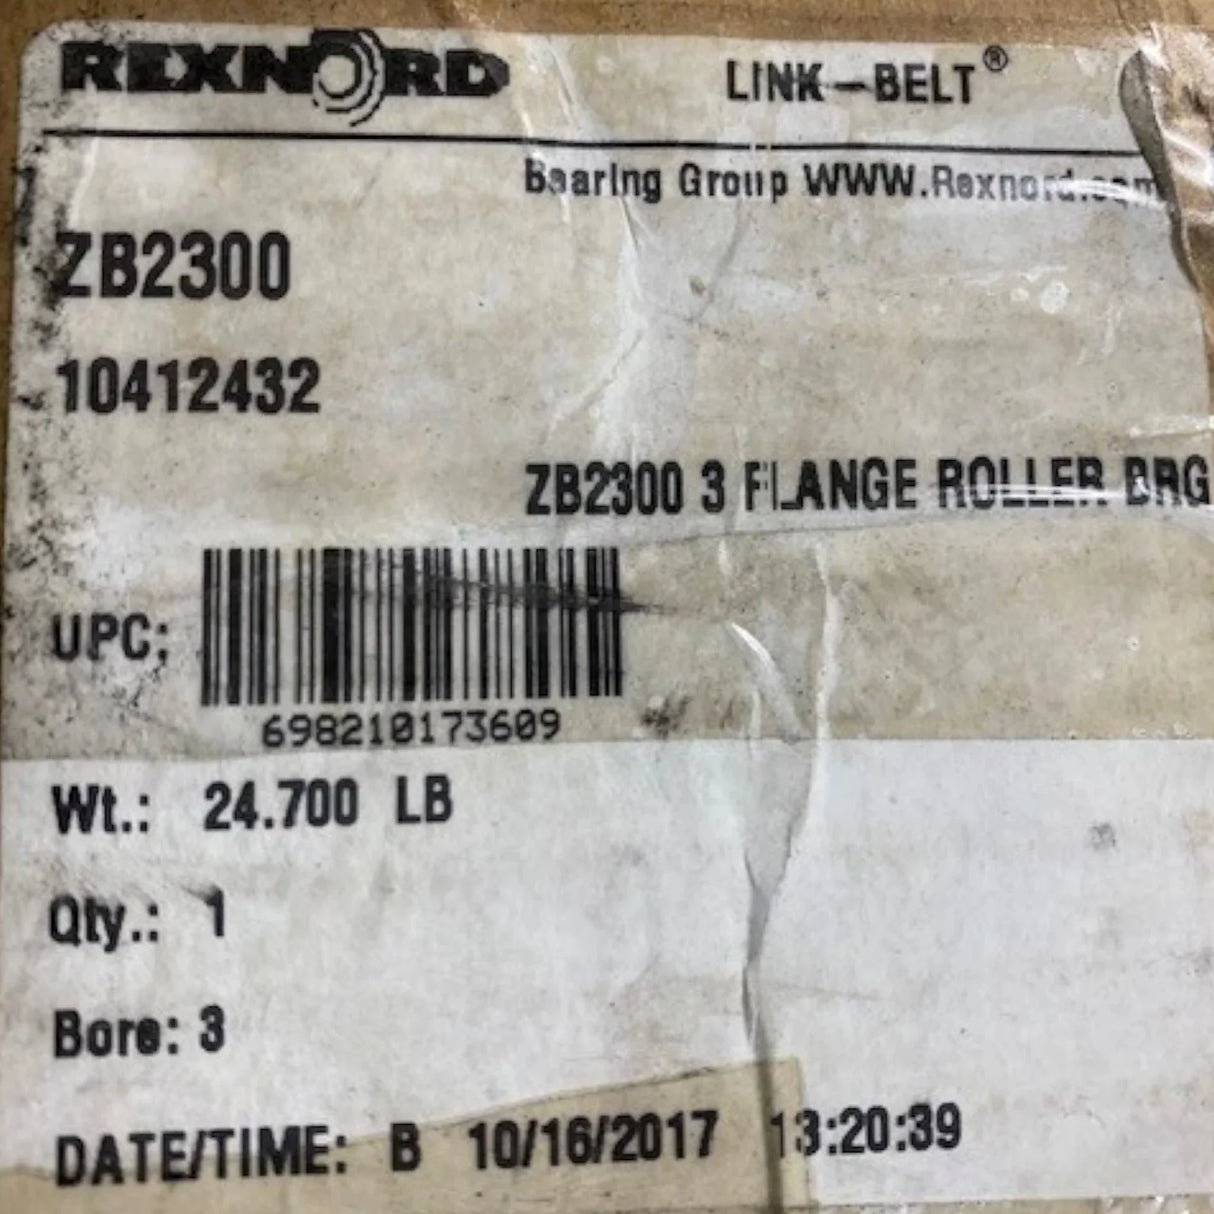 REXNORD LINK-BELT®
Bearing Group WWW.Rexnord.com
ZB2300
10412432
ZB2300 3 FLANGE ROLLER BRG
UPC:
698210173609
Wt.: 24.700 LB
Qty.: 1
Bore: 3
DATE/TIME: B 10/16/2017 13:20:39